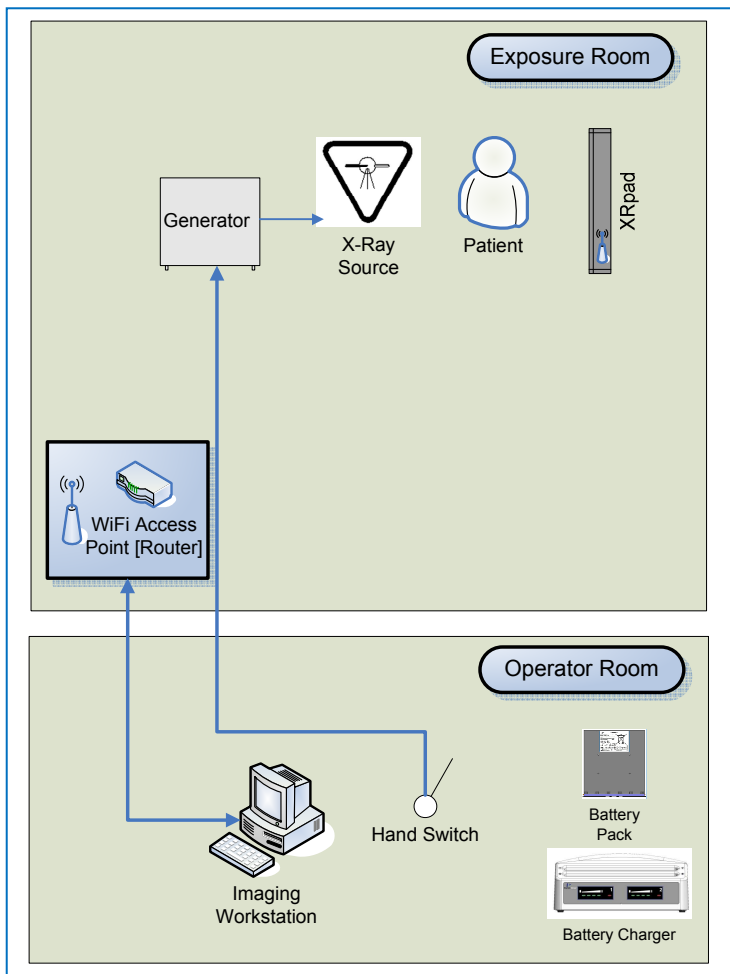 Exposure Room
Generator
X-Ray
Source
Patient
XRpad
WiFi Access
Point [Router]
Operator Room
Hand Switch
Imaging
Workstation
Battery
Pack
Battery Charger